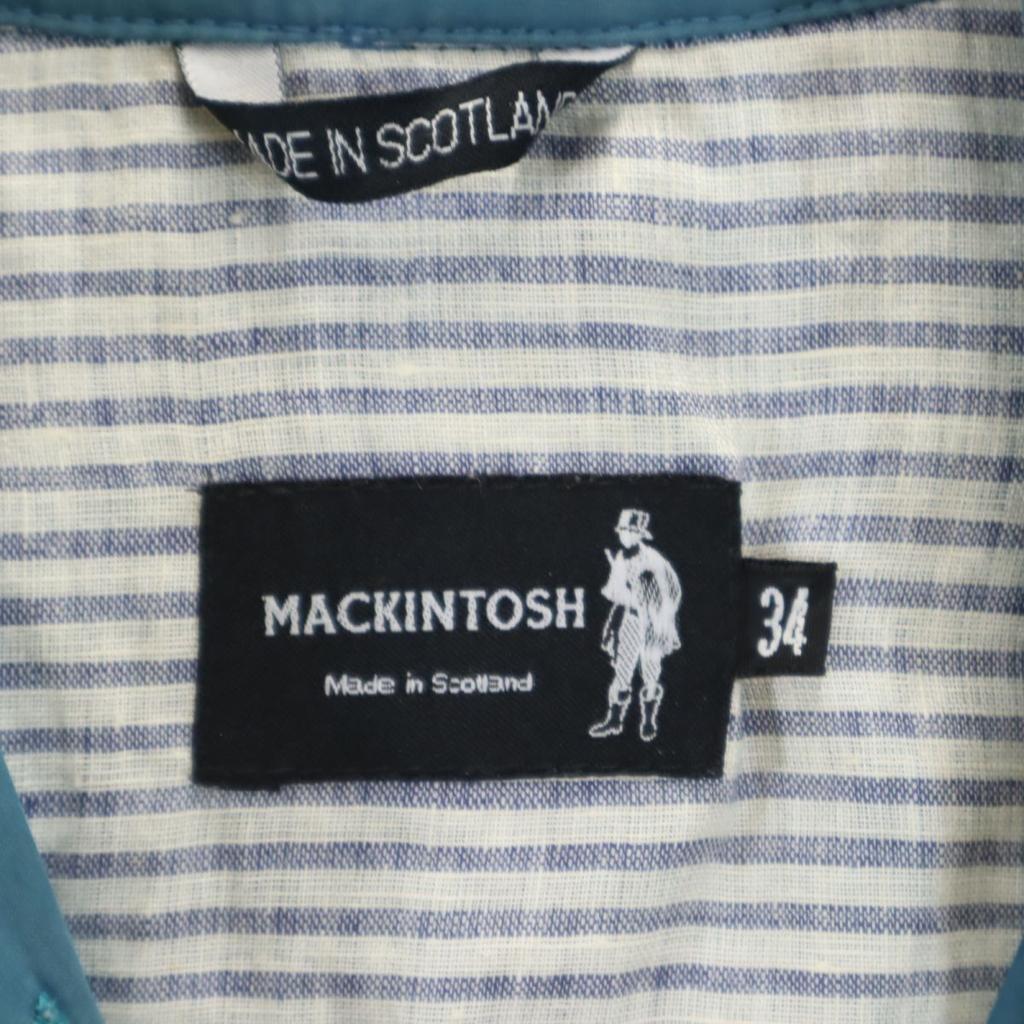 ADE IN SCOTLAN
MACKINTOSH
Made in Scotland
34